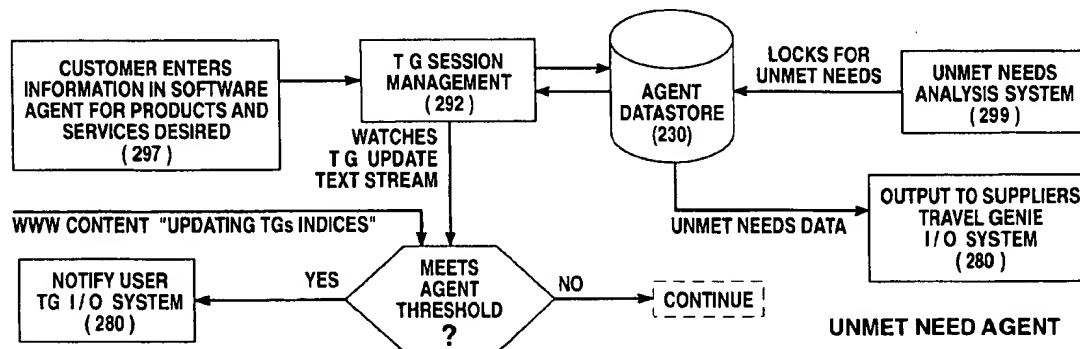 CUSTOMER ENTERS
INFORMATION IN SOFTWARE
AGENT FOR PRODUCTS AND
SERVICES DESIRED
(297)
T G SESSION
MANAGEMENT
(292)
AGENT
DATASTORE
(230)
LOCKS FOR
UNMET NEEDS
UNMET NEEDS
ANALYSIS SYSTEM
(299)
WATCHES
T G UPDATE
TEXT STREAM
WWW CONTENT "UPDATING TGs INDICES"
UNMET NEEDS DATA
OUTPUT TO SUPPLIERS
TRAVEL GENIE
I/O SYSTEM
(280)
NOTIFY USER
TG I/O SYSTEM
(280)
YES
MEETS
AGENT
THRESHOLD
?
NO
CONTINUE
UNMET NEED AGENT